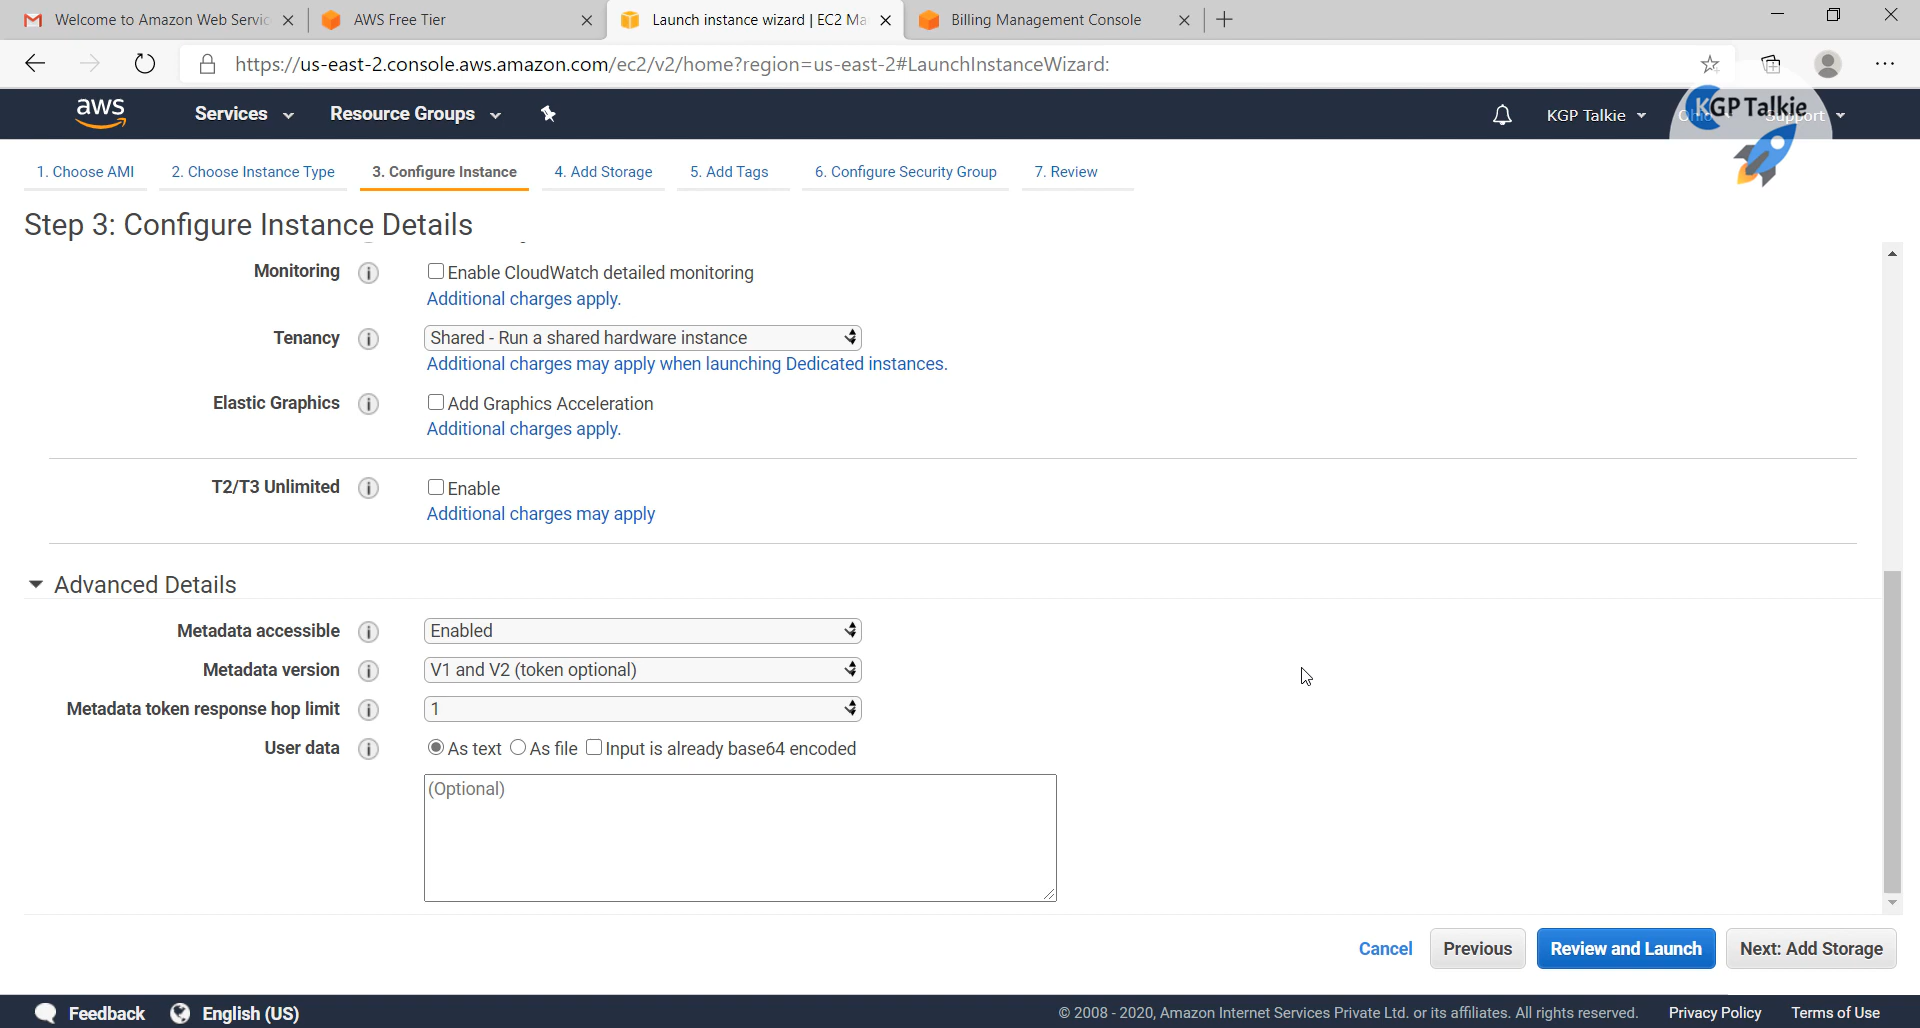 Welcome to Amazon Web Servic
AWS Free Tier
Launch instance wizard | EC2 Ma
Billing Management Console
https://us-east-2.console.aws.amazon.com/ec2/v2/home?region=us-east-2#LaunchInstanceWizard:
aws
Services
Resource Groups
KGP Talkie
Ohio
Support
KGP Talkie
1. Choose AMI
2. Choose Instance Type
3. Configure Instance
4. Add Storage
5. Add Tags
6. Configure Security Group
7. Review
Step 3: Configure Instance Details
Monitoring
Enable CloudWatch detailed monitoring
Additional charges apply.
Tenancy
Shared - Run a shared hardware instance
Additional charges may apply when launching Dedicated instances.
Elastic Graphics
Add Graphics Acceleration
Additional charges apply.
T2/T3 Unlimited
Enable
Additional charges may apply
Advanced Details
Metadata accessible
Enabled
Metadata version
V1 and V2 (token optional)
Metadata token response hop limit
1
User data
As text As file Input is already base64 encoded
(Optional)
Cancel
Previous
Review and Launch
Next: Add Storage
Feedback
English (US)
© 2008 - 2020, Amazon Internet Services Private Ltd. or its affiliates. All rights reserved.
Privacy Policy
Terms of Use